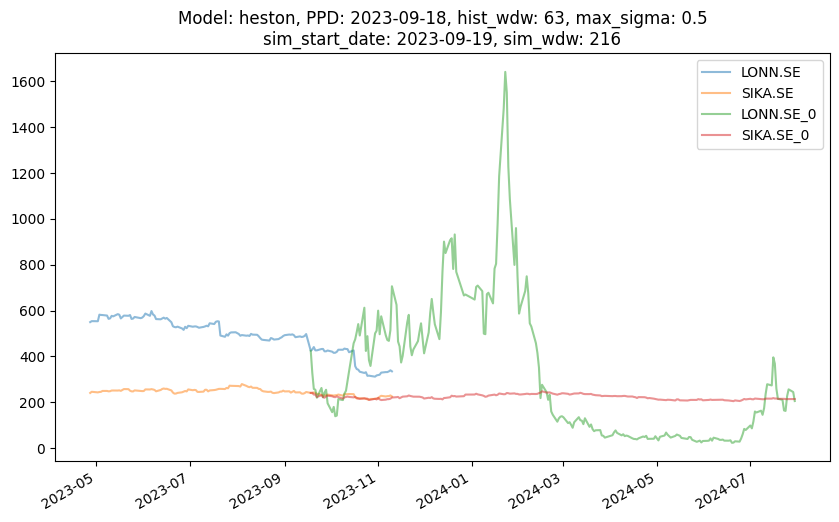 Model: heston, PPD: 2023-09-18, hist_wdw: 63, max_sigma: 0.5
sim_start_date: 2023-09-19, sim_wdw: 216
LONN.SE
SIKA.SE
LONN.SE_0
SIKA.SE_0
1600
1400
1200
1000
800
600
400
200
0
2023-05
2023-07
2023-09
2023-11
2024-01
2024-03
2024-05
2024-07